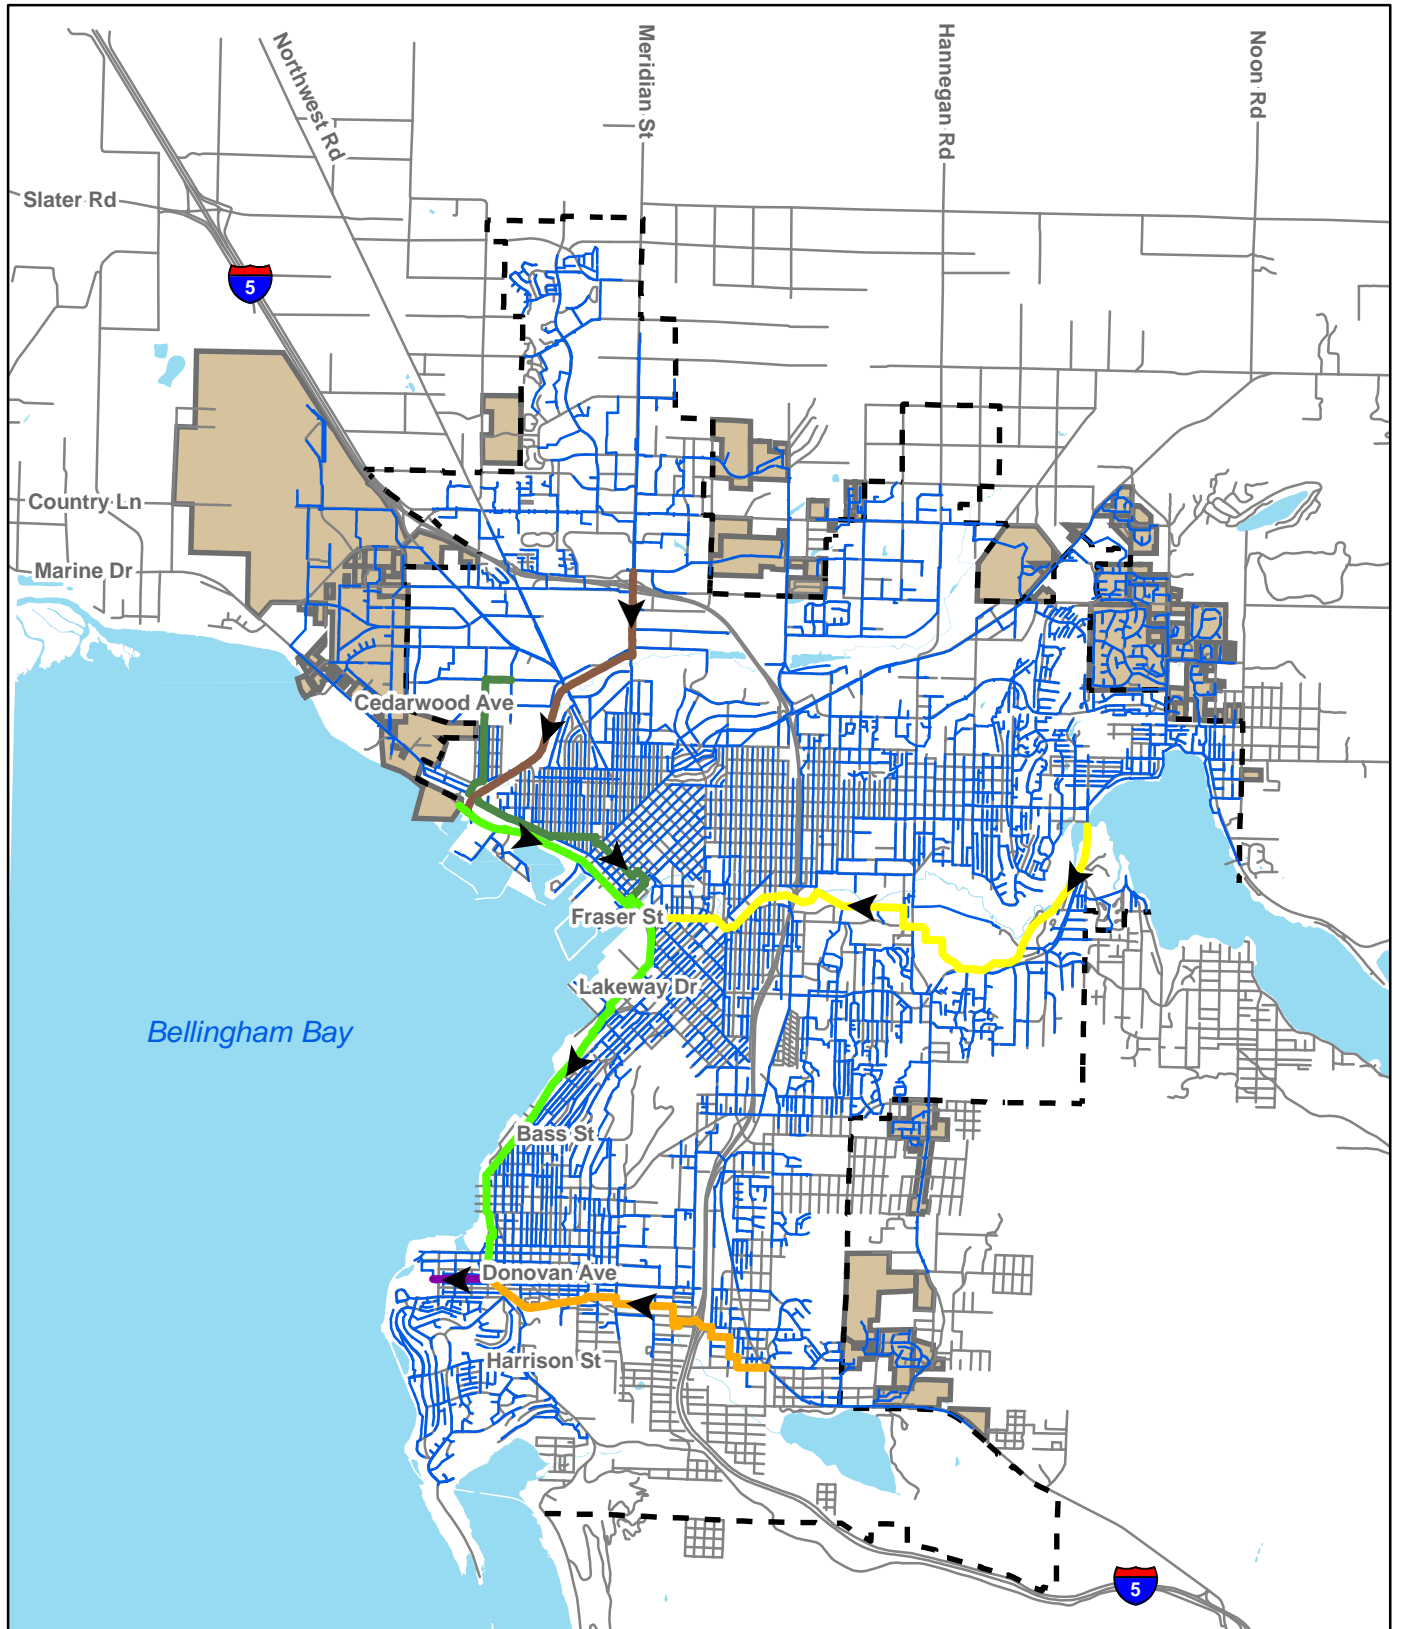 Northwest Rd
Meridian St
Hannegan Rd
Noon Rd
Slater Rd
5
Country Ln
Marine Dr
Cedarwood Ave
Fraser St
Lakeway Dr
Bellingham Bay
Bass St
Donovan Ave
Harrison St
5